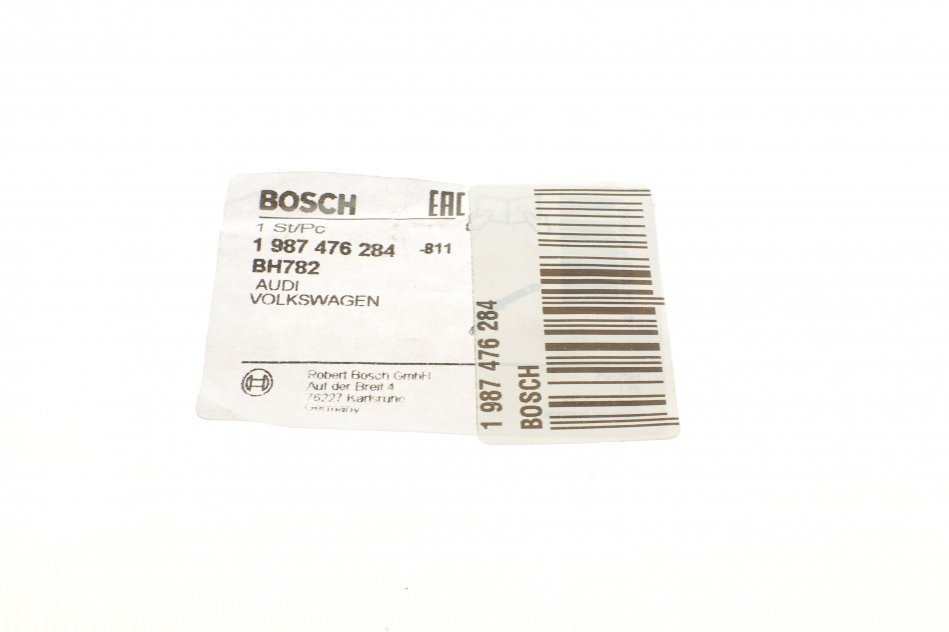 BOSCH EAC
1 St/Pc
1 987 476 284 -811
BH782
AUDI
VOLKSWAGEN
Robert Bosch GmbH
Auf der Breit 4
76227 Karlsruhe
Germany
1 987 476 284
BOSCH